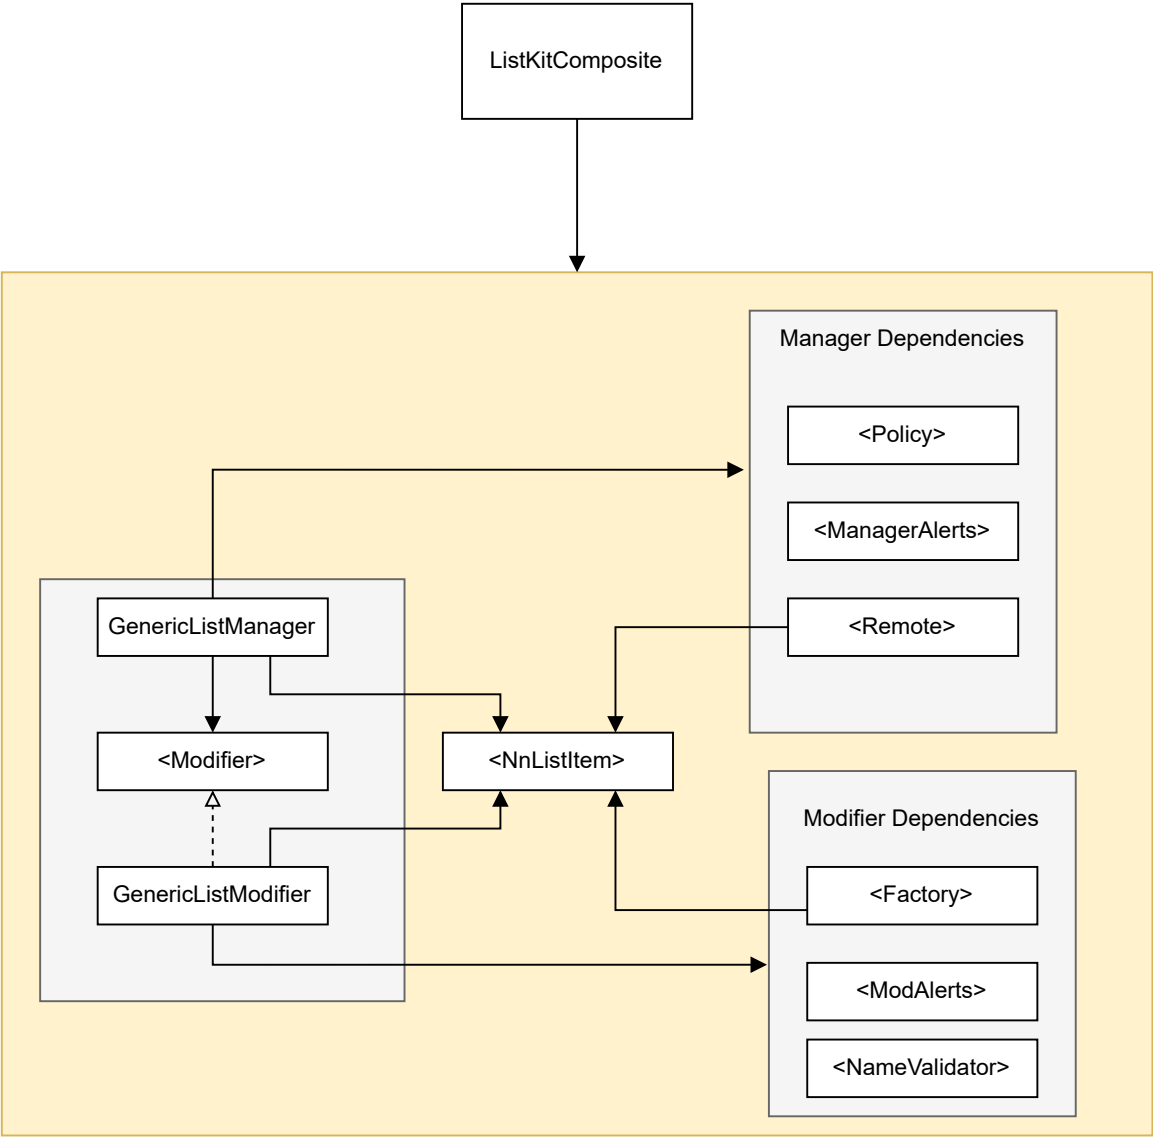 ListKitComposite
Manager Dependencies
<Policy>
<ManagerAlerts>
<Remote>
GenericListManager
<Modifier>
<NnListItem>
GenericListModifier
Modifier Dependencies
<Factory>
<ModAlerts>
<NameValidator>